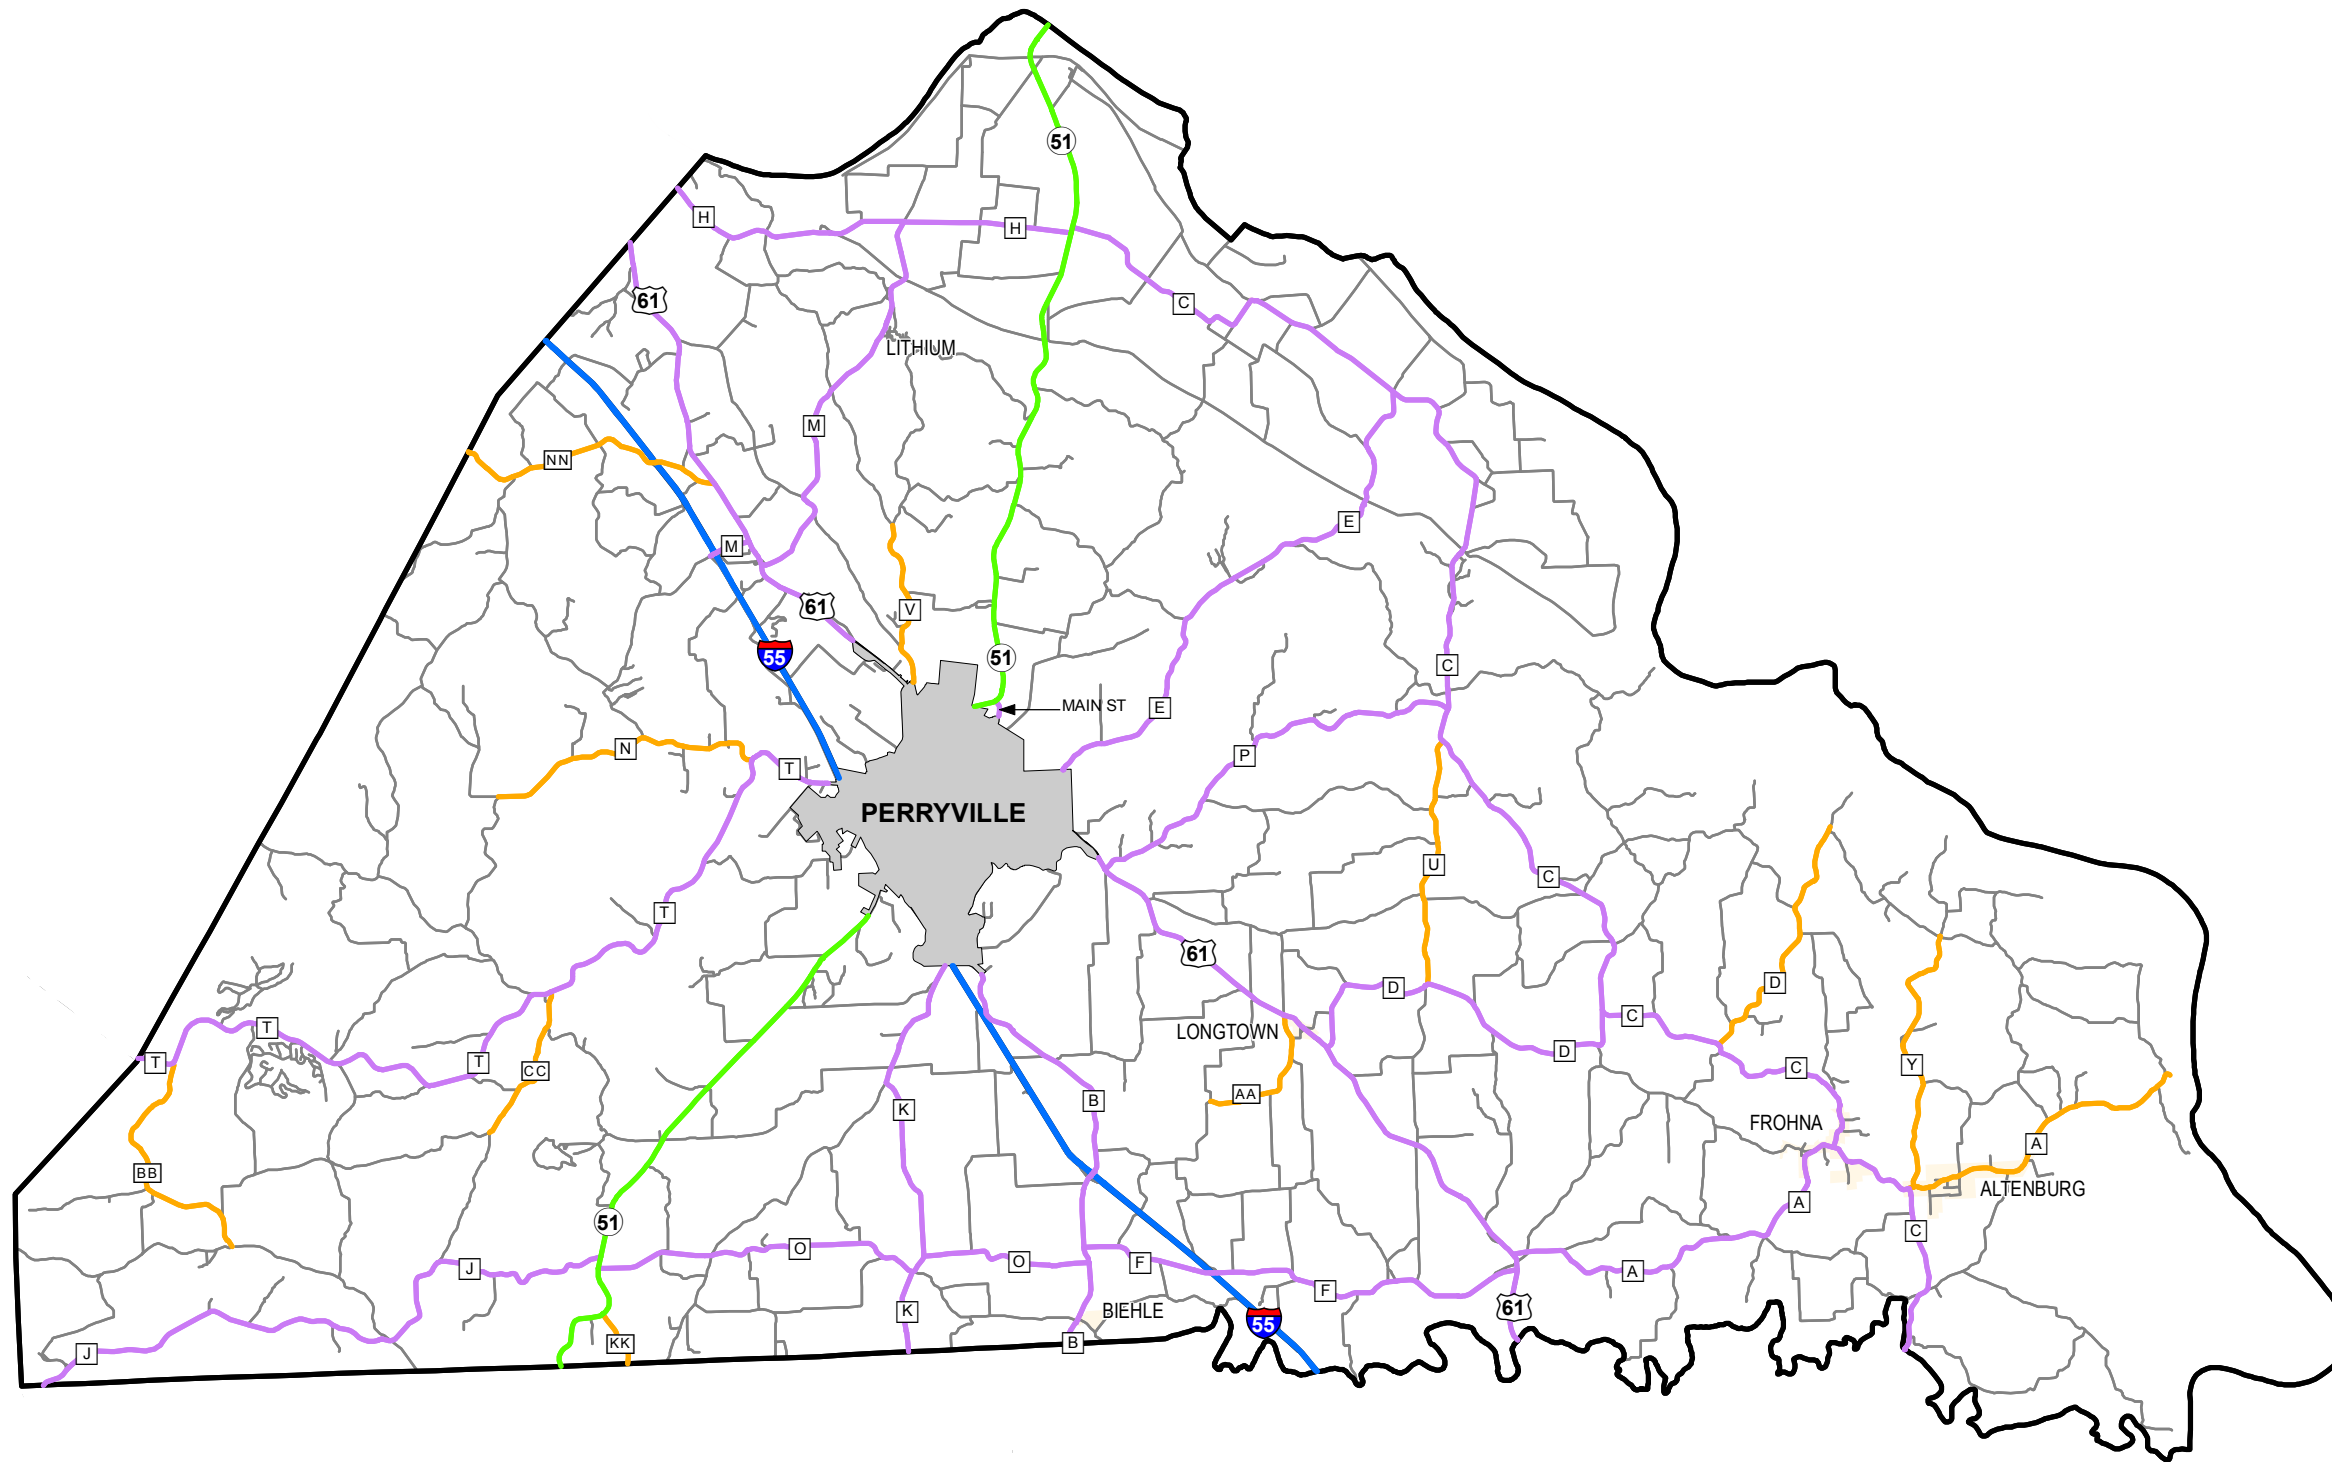 51
H
H
61
C
LITHIUM
M
NN
E
M
61
V
55
51
C
MAIN ST
E
N
P
T
PERRYVILLE
U
C
T
61
D
D
T
LONGTOWN
C
T
T
D
CC
Y
C
AA
B
K
FROHNA
A
BB
ALTENBURG
A
51
C
O
O
F
J
A
F
61
K
BIEHLE
55
KK
B
J